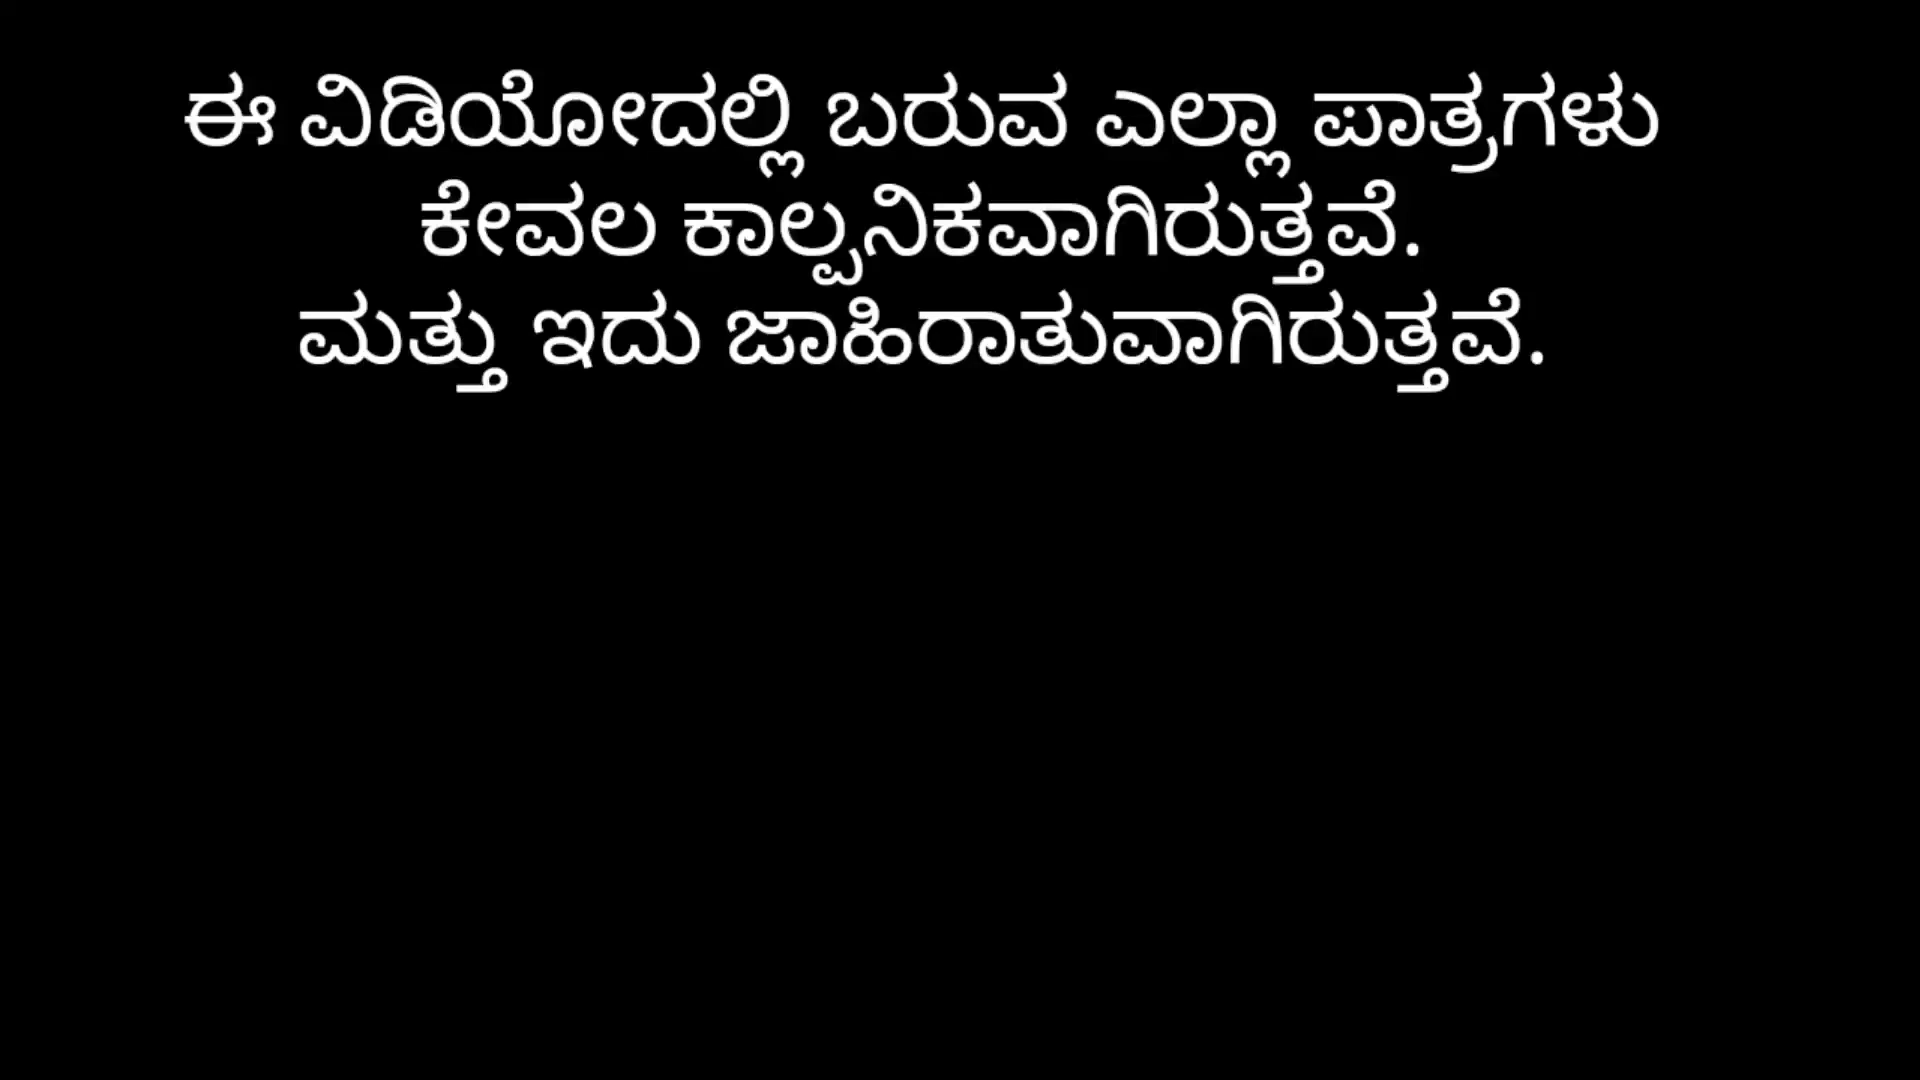 ಈ ವಿಡಿಯೋದಲ್ಲಿ ಬರುವ ಎಲ್ಲಾ ಪಾತ್ರಗಳು
ಕೇವಲ ಕಾಲ್ಪನಿಕವಾಗಿರುತ್ತವೆ.
ಮತ್ತು ಇದು ಜಾಹಿರಾತುವಾಗಿರುತ್ತವೆ.